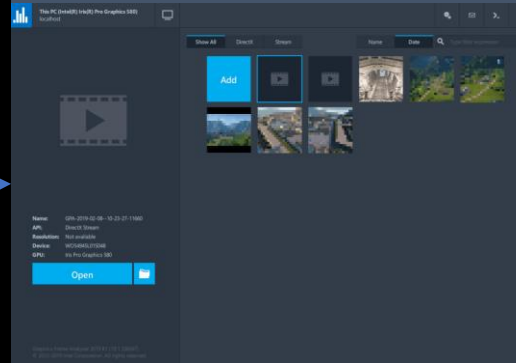 This PC (Intel(R) Iris(R) Pro Graphics 580)
localhost
Show All DirectX Stream Name Date
Add
Name: GPA-2019-02-08--10-23-27-11660
API: DirectX Stream
Resolution: Not available
Device:
GPU: Iris Pro Graphics 580
Open